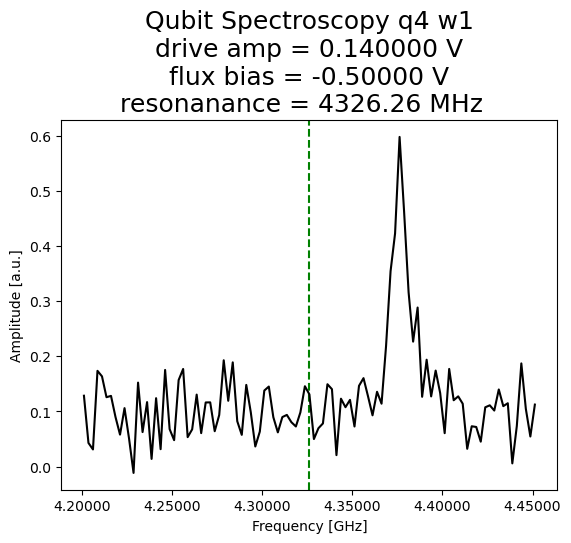 Qubit Spectroscopy q4 w1
drive amp = 0.140000 V
flux bias = -0.50000 V
resonanance = 4326.26 MHz
0.6
0.5
0.4
0.3
0.2
0.1
0.0
Amplitude [a.u.]
4.20000 4.25000 4.30000 4.35000 4.40000 4.45000
Frequency [GHz]